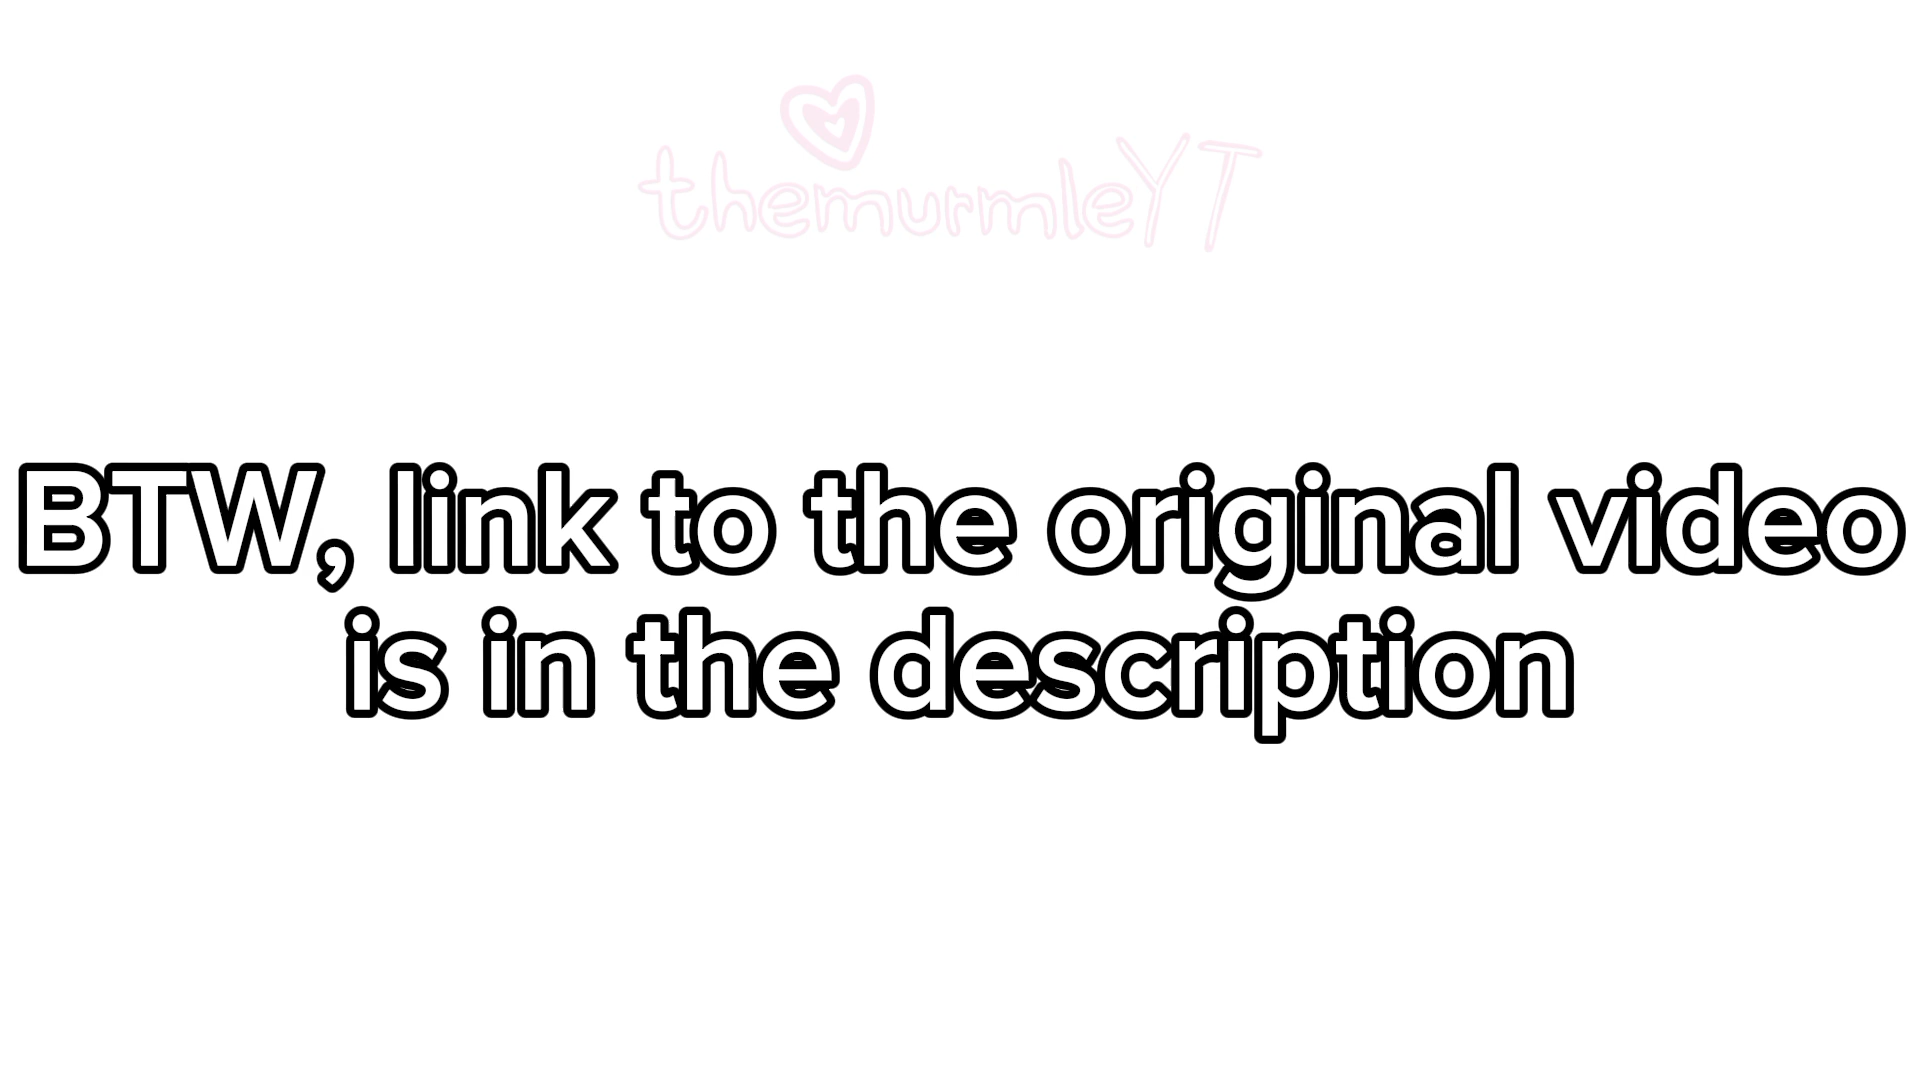 themurmleYT
BTW, link to the original video
is in the description